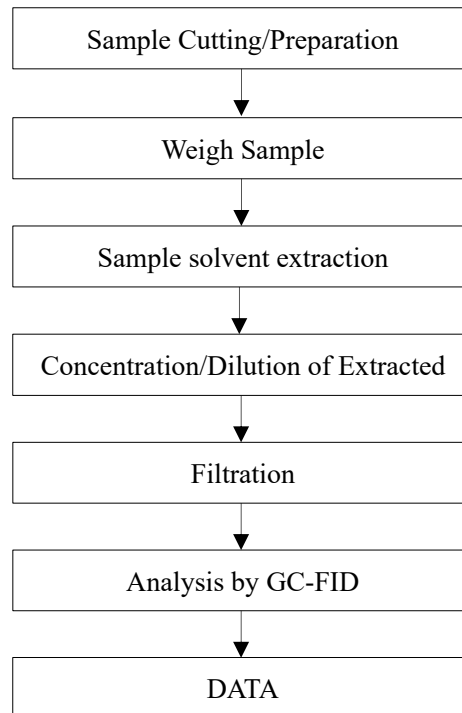 Sample Cutting/Preparation
Weigh Sample
Sample solvent extraction
Concentration/Dilution of Extracted
Filtration
Analysis by GC-FID
DATA